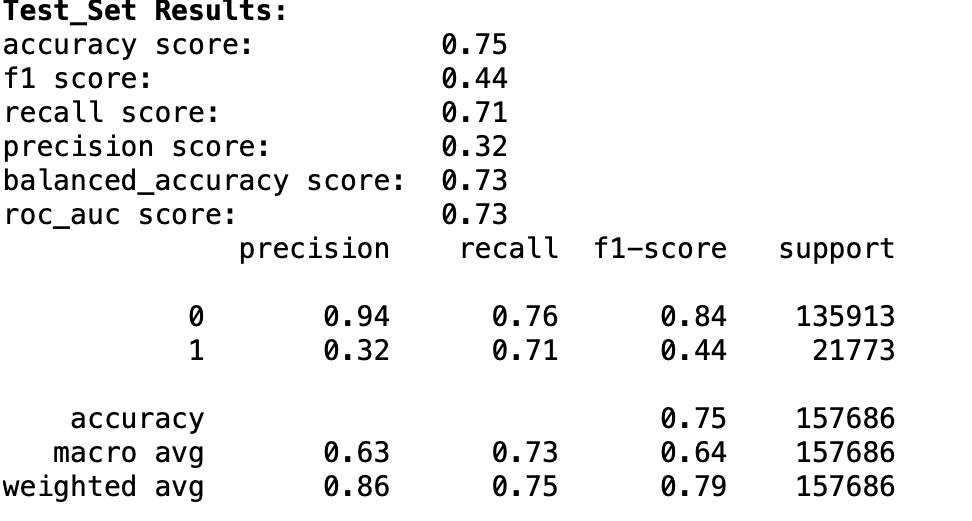 Test_Set Results:
accuracy score: 0.75
f1 score: 0.44
recall score: 0.71
precision score: 0.32
balanced_accuracy score: 0.73
roc_auc score: 0.73
precision recall f1-score support
0 0.94 0.76 0.84 135913
1 0.32 0.71 0.44 21773
accuracy 0.75 157686
macro avg 0.63 0.73 0.64 157686
weighted avg 0.86 0.75 0.79 157686